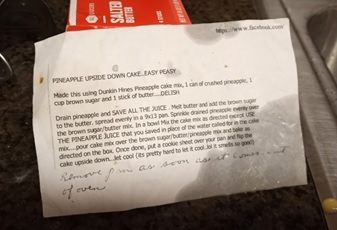 SALTED
BUTTER
https://www.facebook.com/
PINEAPPLE UPSIDE DOWN CAKE..EASY PEASY
Made this using Dunkin Hines Pineapple cake mix, 1 can of crushed pineapple, 1
cup brown sugar and 1 stick of butter....DELISH
Drain pineapple and SAVE ALL THE JUICE . Melt butter and add the brown sugar
to the butter, spread evenly in a 9x13 pan. Sprinkle drained pineapple evenly over
the brown sugar/butter mix. In a bowl Mix the cake mix as directed except USE
THE PINEAPPLE JUICE that you saved in place of the water called for in the cake
mix....pour cake mix over the brown sugar/butter/pineapple mix and bake as
directed on the box. Once done, put a cookie sheet over your pan and flip the
cake upside down...let cool (its pretty hard to let it cool..lol it smells so good)
Remove from as soon as it comes out
of oven